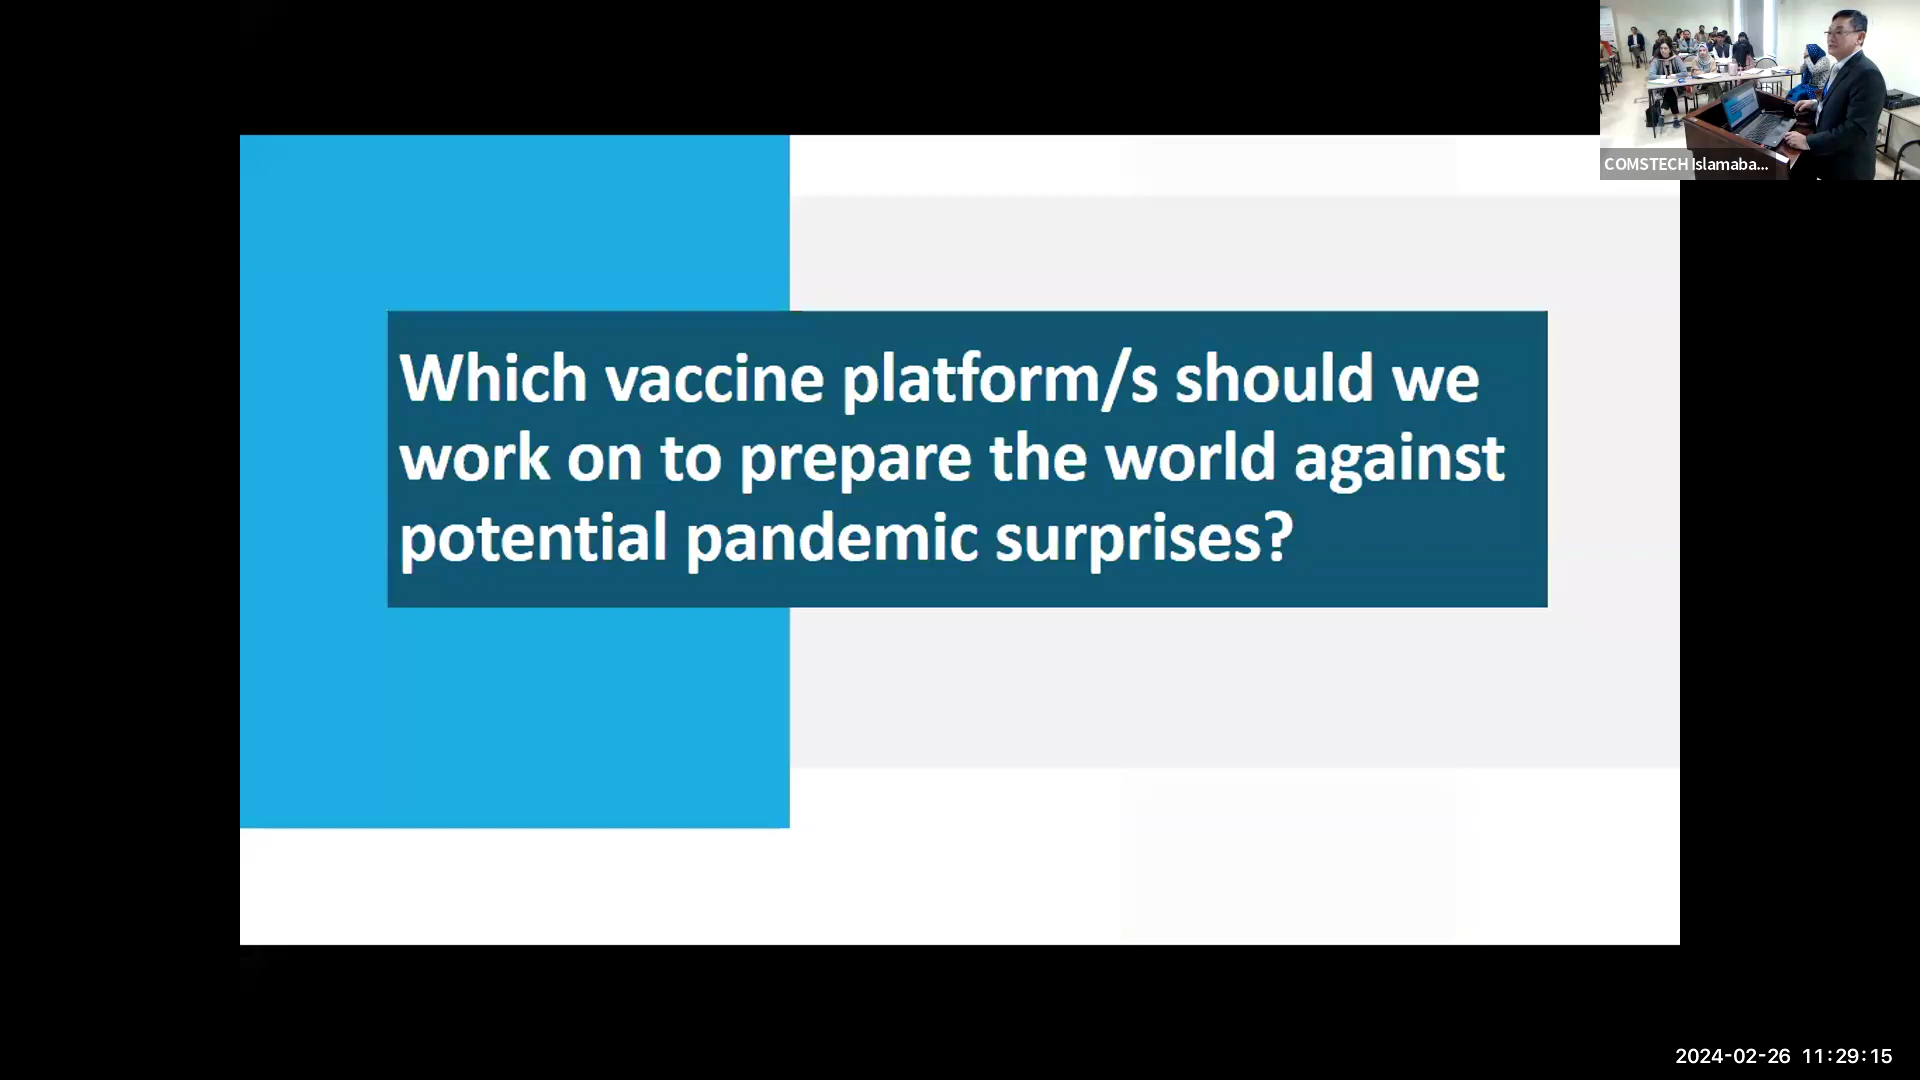 COMSTECH Islamaba...
Which vaccine platform/s should we
work on to prepare the world against
potential pandemic surprises?
2024-02-26 11:29:15